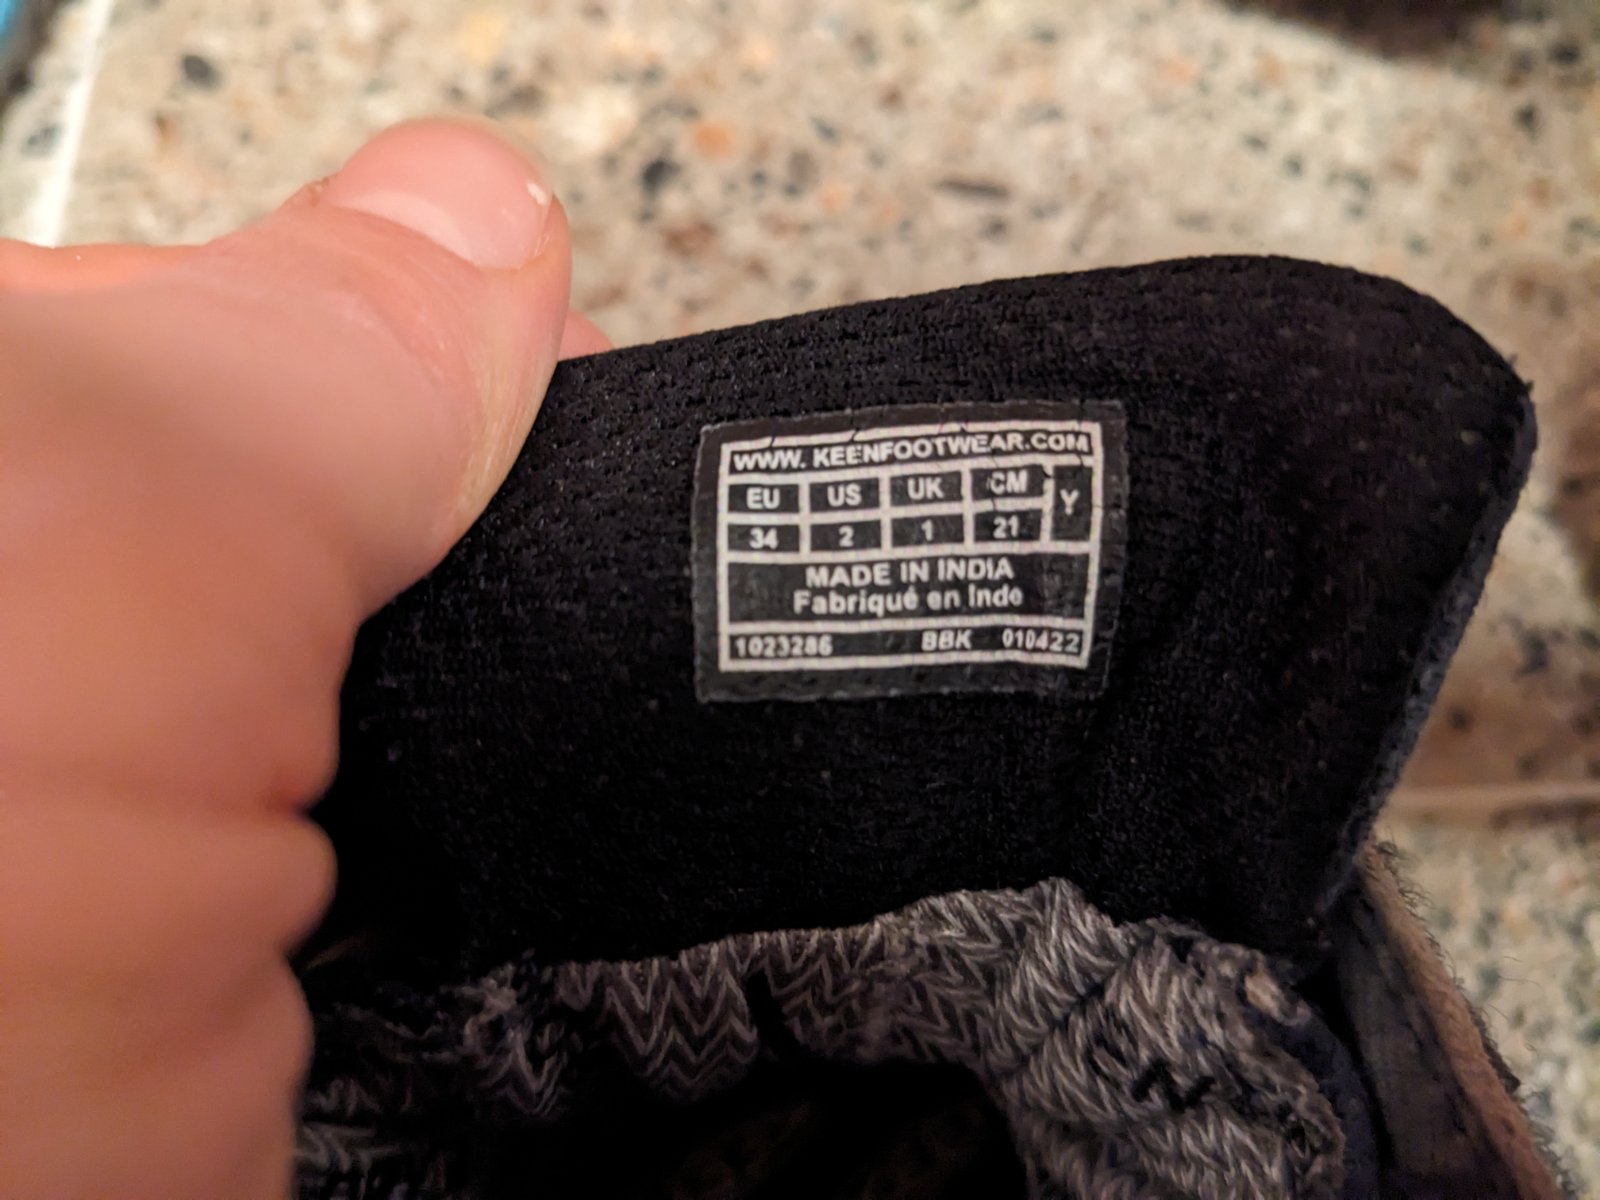 WWW. KEENFOOTWEAR.COM
EU US UK CM Y
34 2 1 21
MADE IN INDIA
Fabriqué en Inde
1023286 BBK 010422